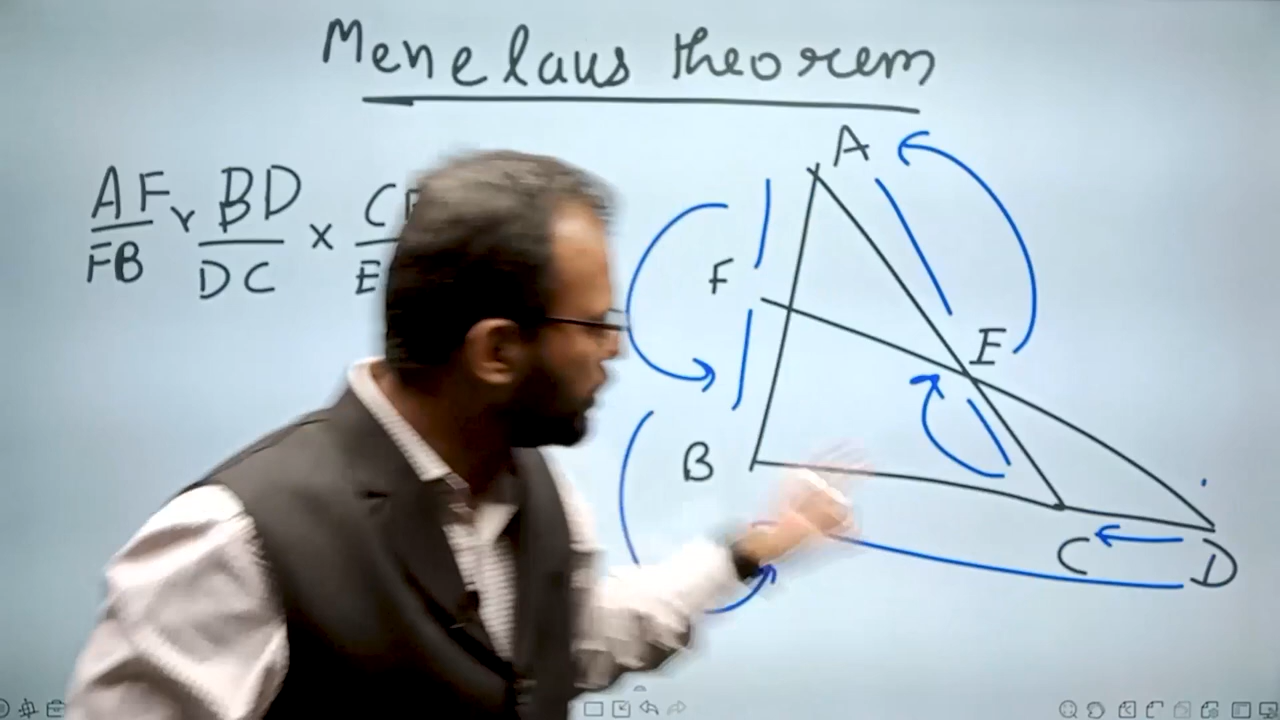 Menelaus theorem
AF/FB × BD/DC × C
E
A
F
E
B
C
D